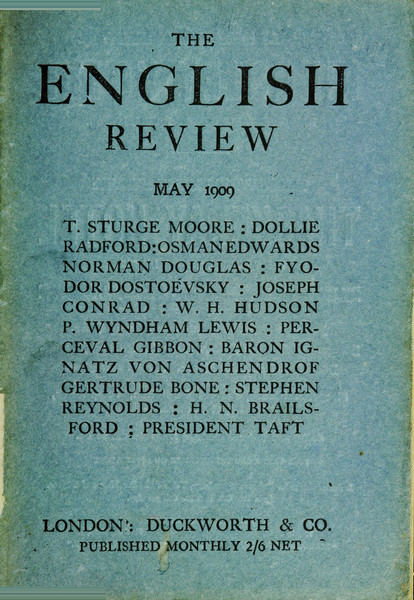 THE
ENGLISH
REVIEW
MAY 1909
T. STURGE MOORE : DOLLIE
RADFORD:OSMAN EDWARDS
NORMAN DOUGLAS : FYO-
DOR DOSTOÉVSKY : JOSEPH
CONRAD : W. H. HUDSON
P. WYNDHAM LEWIS : PER-
CEVAL GIBBON : BARON IG-
NATZ VON ASCHENDROF
GERTRUDE BONE : STEPHEN
REYNOLDS : H. N. BRAILS-
FORD : PRESIDENT TAFT
LONDON: DUCKWORTH & CO.
PUBLISHED MONTHLY 2/6 NET